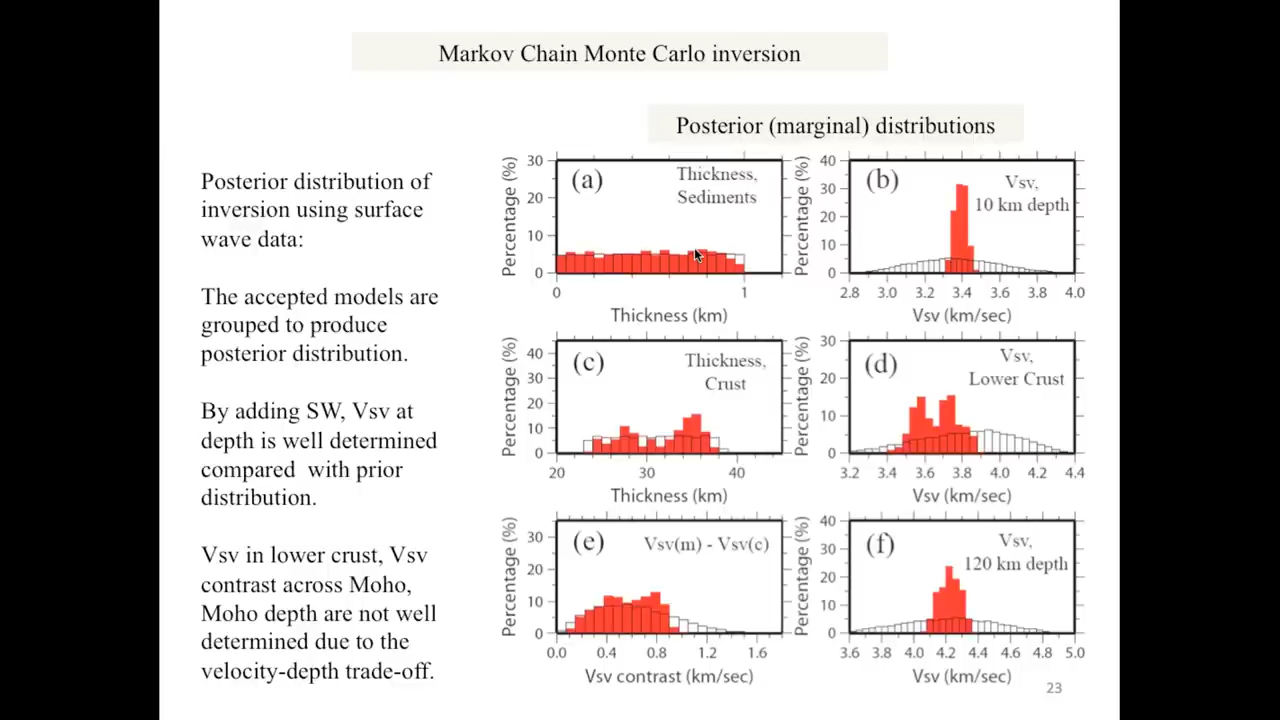 Markov Chain Monte Carlo inversion
Posterior (marginal) distributions
Posterior distribution of
inversion using surface
wave data:
The accepted models are
grouped to produce
posterior distribution.
By adding SW, Vsv at
depth is well determined
compared with prior
distribution.
Vsv in lower crust, Vsv
contrast across Moho,
Moho depth are not well
determined due to the
velocity-depth trade-off.
(a)
Thickness,
Sediments
Percentage (%)
30
20
10
0
0 1
Thickness (km)
(b)
Vsv,
10 km depth
Percentage (%)
40
30
20
10
0
2.8 3.0 3.2 3.4 3.6 3.8 4.0
Vsv (km/sec)
(c)
Thickness,
Crust
Percentage (%)
40
30
20
10
0
20 30 40
Thickness (km)
(d)
Vsv,
Lower Crust
Percentage (%)
30
20
10
0
3.2 3.4 3.6 3.8 4.0 4.2 4.4
Vsv (km/sec)
(e)
Vsv(m) - Vsv(c)
Percentage (%)
30
20
10
0
0.0 0.4 0.8 1.2 1.6
Vsv contrast (km/sec)
(f)
Vsv,
120 km depth
Percentage (%)
40
30
20
10
0
3.6 3.8 4.0 4.2 4.4 4.6 4.8 5.0
Vsv (km/sec)
23